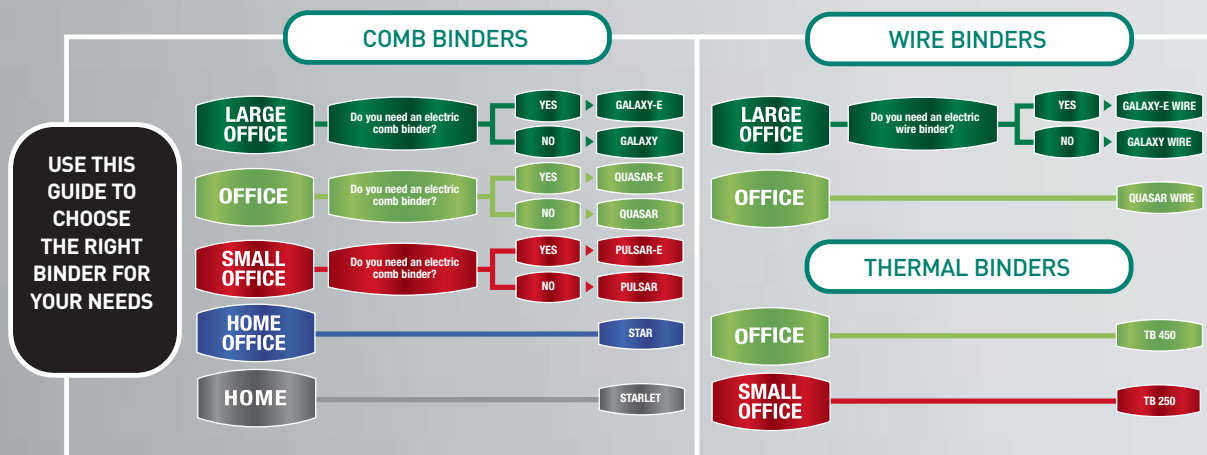 USE THIS
GUIDE TO
CHOOSE
THE RIGHT
BINDER FOR
YOUR NEEDS
COMB BINDERS
LARGE
OFFICE
Do you need an electric
comb binder?
YES
GALAXY-E
NO
GALAXY
OFFICE
Do you need an electric
comb binder?
YES
QUASAR-E
NO
QUASAR
SMALL
OFFICE
Do you need an electric
comb binder?
YES
PULSAR-E
NO
PULSAR
HOME
OFFICE
STAR
HOME
STARLET
WIRE BINDERS
LARGE
OFFICE
Do you need an electric
wire binder?
YES
GALAXY-E WIRE
NO
GALAXY WIRE
OFFICE
QUASAR WIRE
THERMAL BINDERS
OFFICE
TB 450
SMALL
OFFICE
TB 250